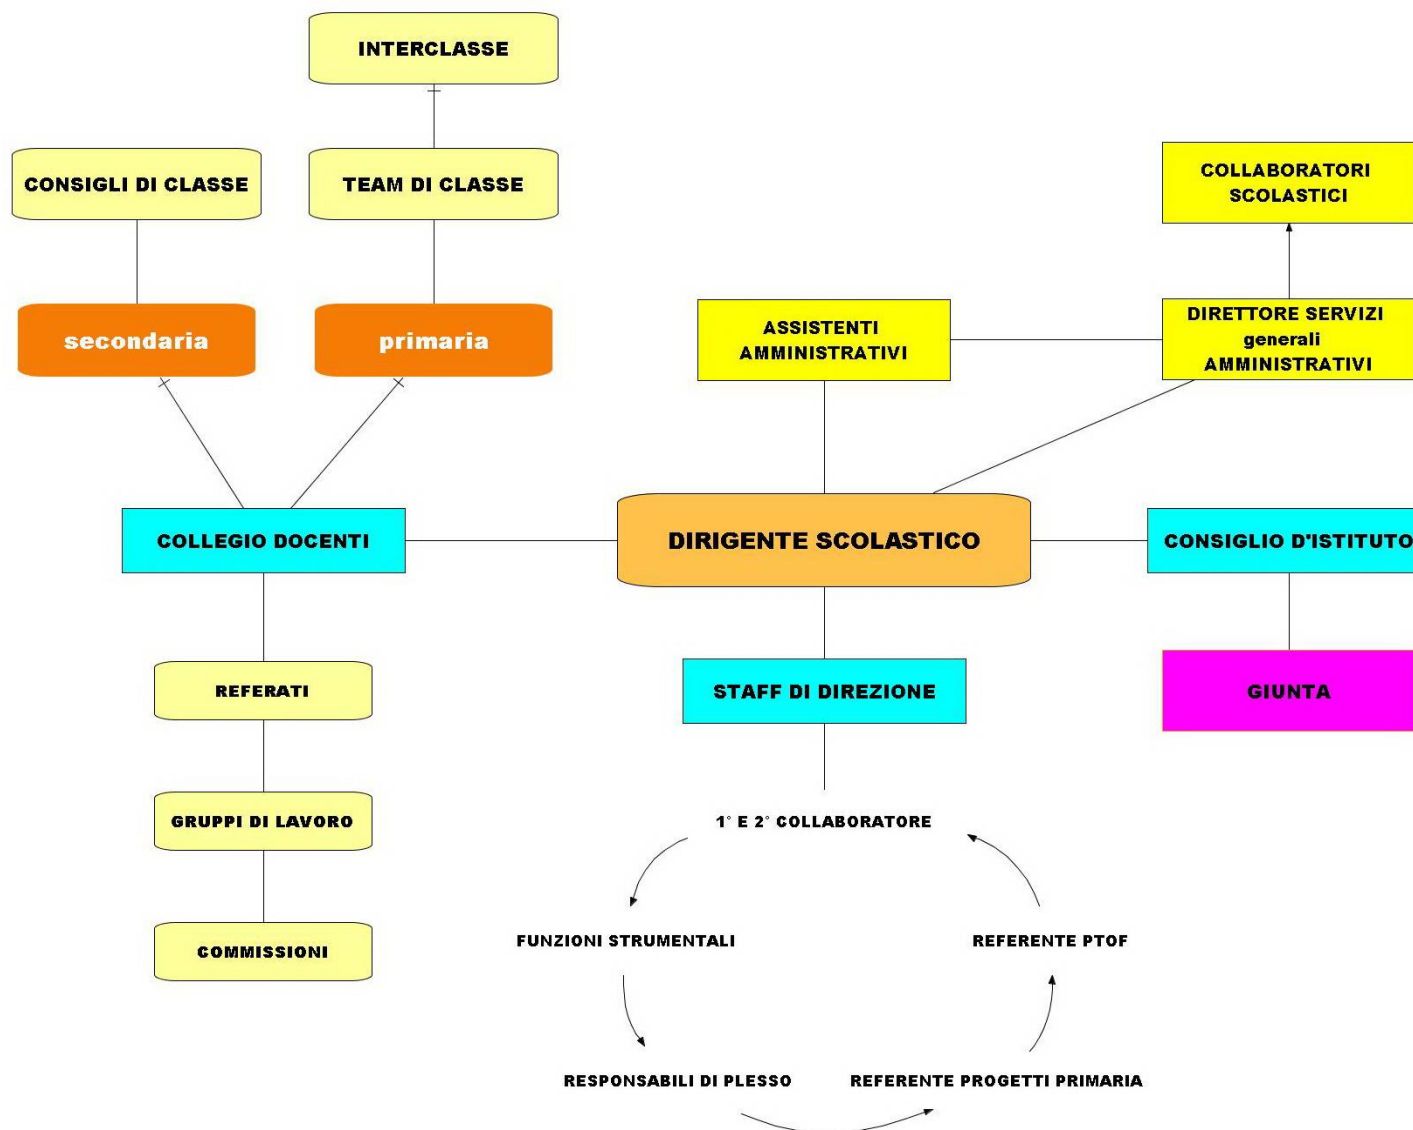 INTERCLASSE
CONSIGLI DI CLASSE
TEAM DI CLASSE
COLLABORATORI
SCOLASTICI
secondaria
primaria
ASSISTENTI
AMMINISTRATIVI
DIRETTORE SERVIZI
generali
AMMINISTRATIVI
COLLEGIO DOCENTI
DIRIGENTE SCOLASTICO
CONSIGLIO D'ISTITUTO
REFERATI
STAFF DI DIREZIONE
GIUNTA
GRUPPI DI LAVORO
1° E 2° COLLABORATORE
COMMISSIONI
FUNZIONI STRUMENTALI
REFERENTE PTOF
RESPONSABILI DI PLESSO
REFERENTE PROGETTI PRIMARIA